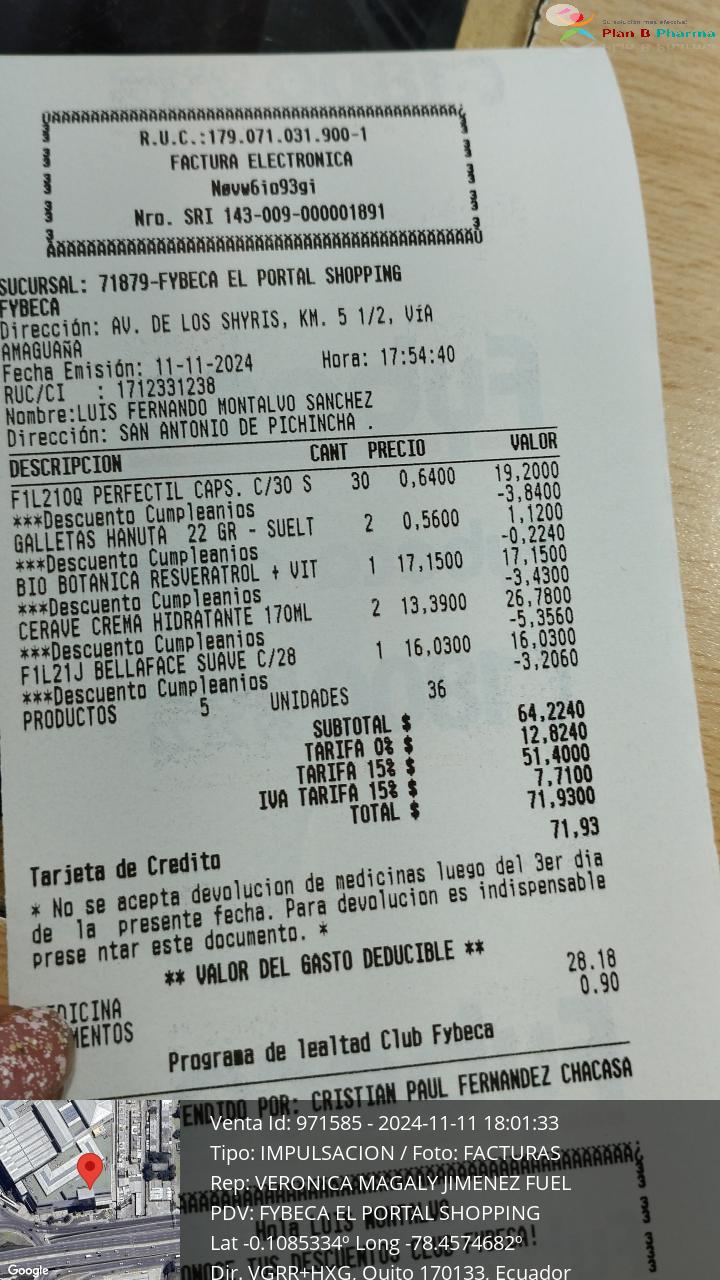 Su solución más efectiva!
Plan B Pharma
R.U.C.:179.071.031.900-1
FACTURA ELECTRONICA
Nøvw6io93gi
Nro. SRI 143-009-000001891
SUCURSAL: 71879-FYBECA EL PORTAL SHOPPING
FYBECA
Dirección: AV. DE LOS SHYRIS, KM. 5 1/2, VíA
AMAGUAñA
Fecha Emisión: 11-11-2024 Hora: 17:54:40
RUC/CI : 1712331238
Nombre:LUIS FERNANDO MONTALVO SANCHEZ
Dirección: SAN ANTONIO DE PICHINCHA .
DESCRIPCION CANT PRECIO VALOR
F1L210Q PERFECTIL CAPS. C/30 S 30 0,6400 19,2000
***Descuento Cumpleanios -3,8400
GALLETAS HANUTA 22 GR - SUELT 2 0,5600 1,1200
***Descuento Cumpleanios -0,2240
BIO BOTANICA RESVERATROL + VIT 1 17,1500 17,1500
***Descuento Cumpleanios -3,4300
CERAVE CREMA HIDRATANTE 170ML 2 13,3900 26,7800
***Descuento Cumpleanios -5,3560
F1L21J BELLAFACE SUAVE C/28 1 16,0300 16,0300
***Descuento Cumpleanios -3,2060
PRODUCTOS 5 UNIDADES 36
SUBTOTAL $ 64,2240
TARIFA 0% $ 12,8240
TARIFA 15% $ 51,4000
IVA TARIFA 15% $ 7,7100
TOTAL $ 71,9300
71,93
Tarjeta de Credito
* No se acepta devolucion de medicinas luego del 3er dia
de la presente fecha. Para devolucion es indispensable
prese ntar este documento. *
** VALOR DEL GASTO DEDUCIBLE **
DICINA 28.18
MENTOS 0.90
Programa de lealtad Club Fybeca
ENDIDO POR: CRISTIAN PAUL FERNANDEZ CHACASA
Venta Id: 971585 - 2024-11-11 18:01:33
Tipo: IMPULSACION / Foto: FACTURAS
Rep: VERONICA MAGALY JIMENEZ FUEL
PDV: FYBECA EL PORTAL SHOPPING
Lat -0.1085334º Long -78.4574682º
Dir. VGRR+HXG, Quito 170133, Ecuador
Google